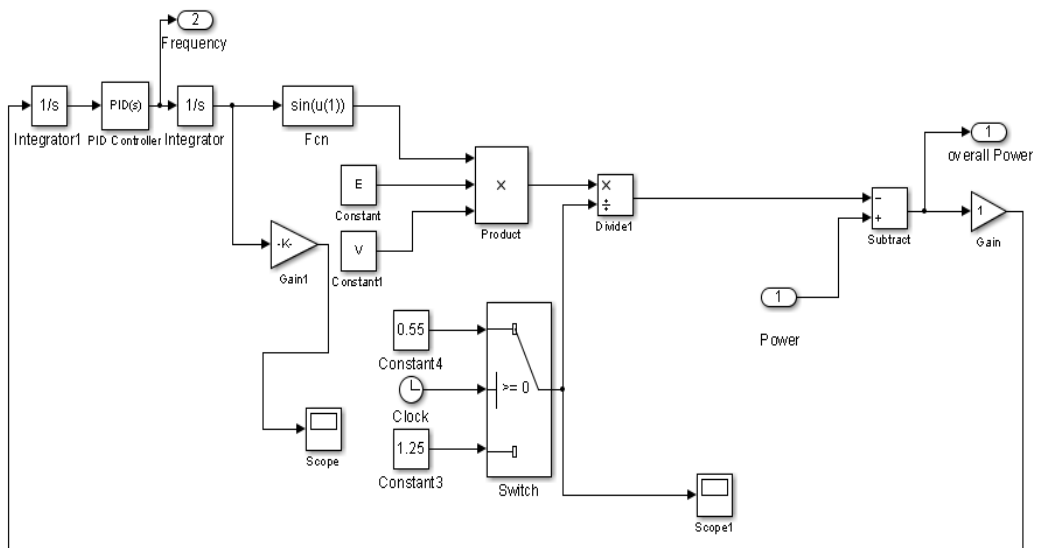 2
Frequency
1/s
PID(s)
1/s
sin(u(1))
Integrator1
PID Controller
Integrator
Fcn
1
overall Power
E
Constant
X
Product
×
÷
Divide1
−
+
Subtract
1
Gain
V
Constant1
-K-
Gain1
1
Power
0.55
Constant4
>= 0
Clock
1.25
Constant3
Switch
Scope
Scope1